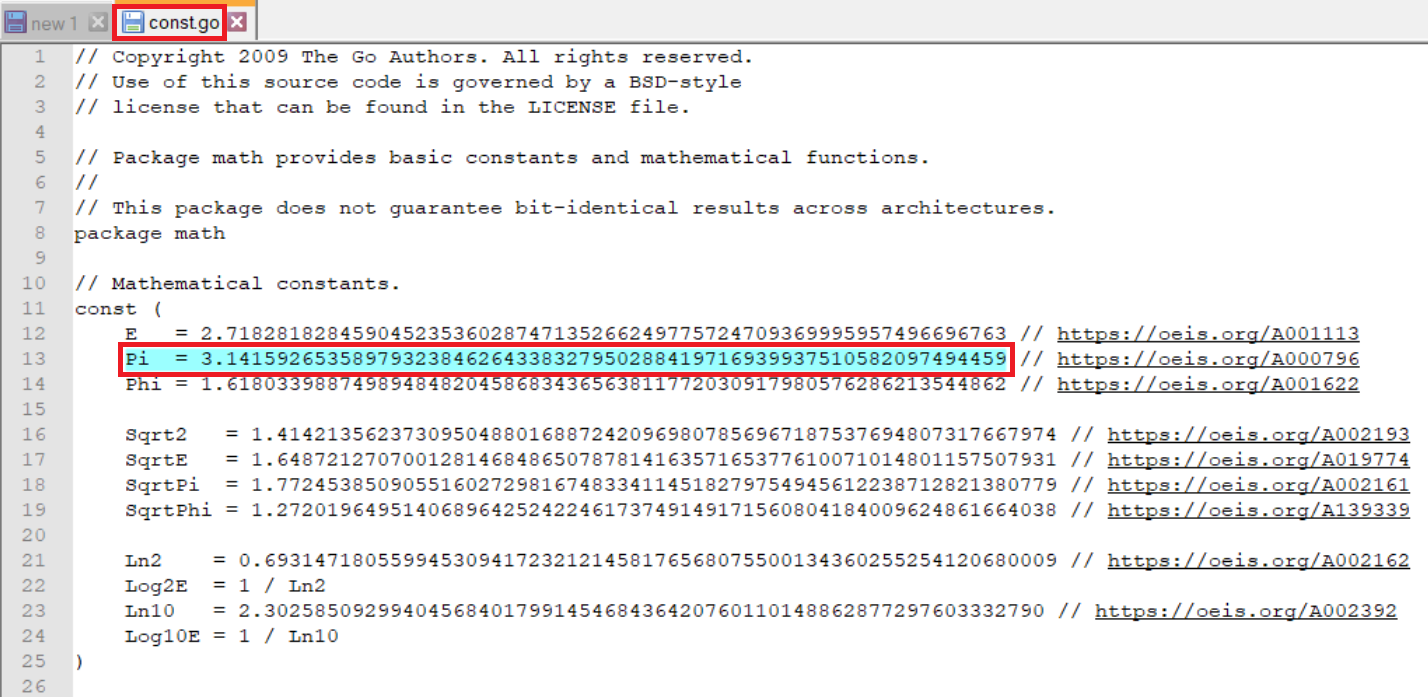 new 1 const.go
1 // Copyright 2009 The Go Authors. All rights reserved.
2 // Use of this source code is governed by a BSD-style
3 // license that can be found in the LICENSE file.
4
5 // Package math provides basic constants and mathematical functions.
6 //
7 // This package does not guarantee bit-identical results across architectures.
8 package math
9
10 // Mathematical constants.
11 const (
12 E = 2.71828182845904523536028747135266249775724709369995957496696763 // https://oeis.org/A001113
13 Pi = 3.14159265358979323846264338327950288419716939937510582097494459 // https://oeis.org/A000796
14 Phi = 1.61803398874989484820458683436563811772030917980576286213544862 // https://oeis.org/A001622
15
16 Sqrt2 = 1.41421356237309504880168872420969807856967187537694807317667974 // https://oeis.org/A002193
17 SqrtE = 1.64872127070012814684865078781416357165377610071014801157507931 // https://oeis.org/A019774
18 SqrtPi = 1.77245385090551602729816748334114518279754945612238712821380779 // https://oeis.org/A002161
19 SqrtPhi = 1.27201964951406896425242246173749149171560804184009624861664038 // https://oeis.org/A139339
20
21 Ln2 = 0.693147180559945309417232121458176568075500134360255254120680009 // https://oeis.org/A002162
22 Log2E = 1 / Ln2
23 Ln10 = 2.30258509299404568401799145468436420760110148862877297603332790 // https://oeis.org/A002392
24 Log10E = 1 / Ln10
25 )
26